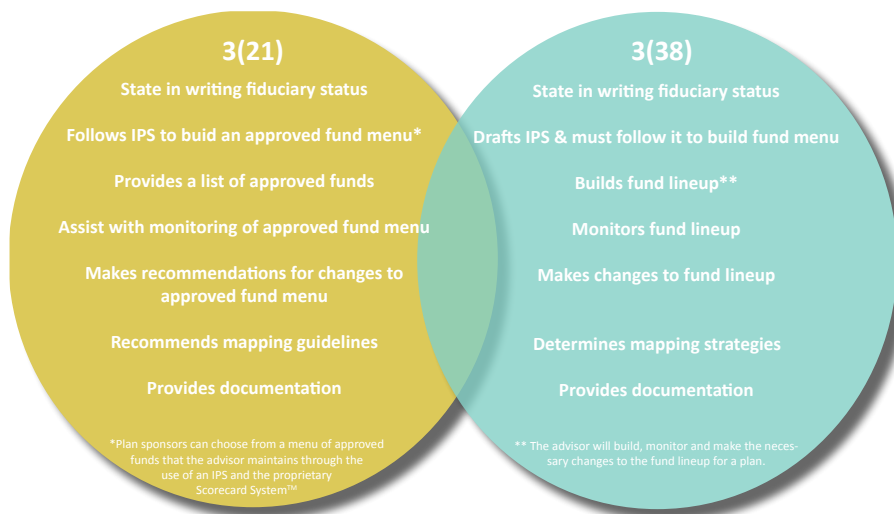 3(21)
State in writing fiduciary status
Follows IPS to buid an approved fund menu*
Provides a list of approved funds
Assist with monitoring of approved fund menu
Makes recommendations for changes to
approved fund menu
Recommends mapping guidelines
Provides documentation
*Plan sponsors can choose from a menu of approved
funds that the advisor maintains through the
use of an IPS and the proprietary
Scorecard System™
3(38)
State in writing fiduciary status
Drafts IPS & must follow it to build fund menu
Builds fund lineup**
Monitors fund lineup
Makes changes to fund lineup
Determines mapping strategies
Provides documentation
** The advisor will build, monitor and make the neces-
sary changes to the fund lineup for a plan.